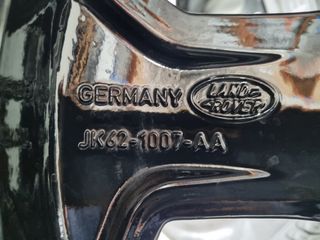 GERMANY
LAND-
ROVER
JK62-1007-AA